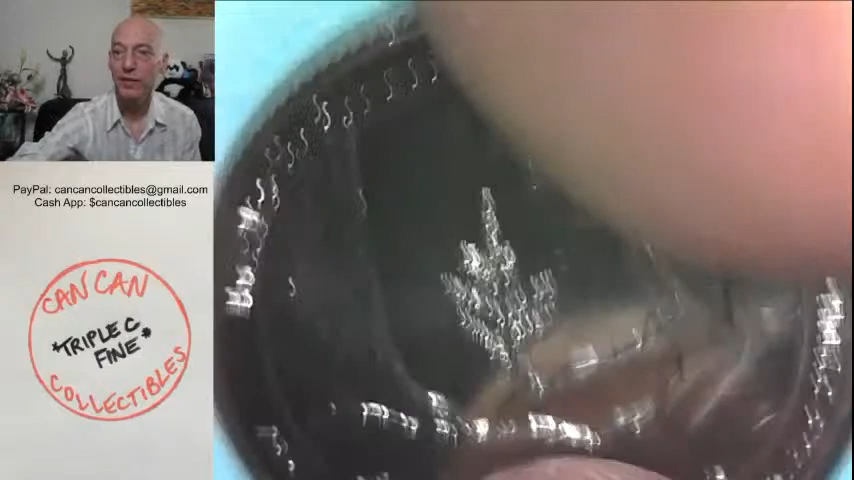 PayPal: cancancollectibles@gmail.com
Cash App: $cancancollectibles
CAN CAN
*TRIPLE C*
FINE
COLLECTIBLES